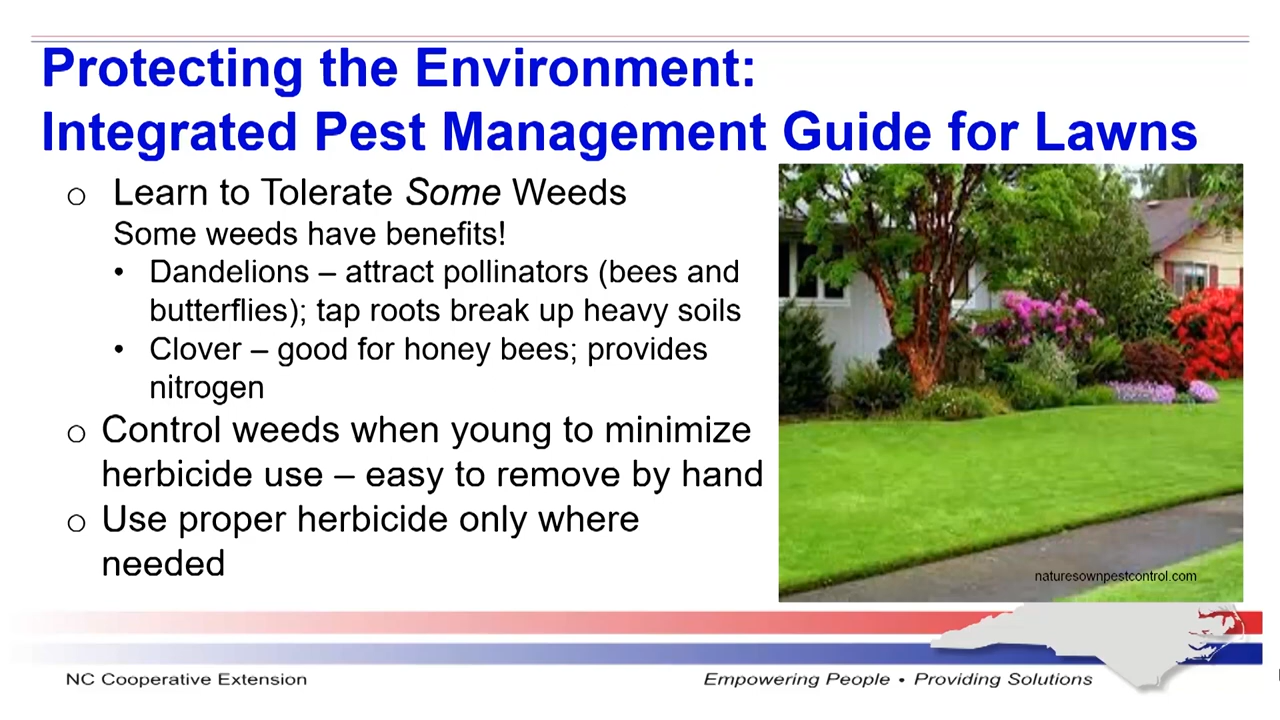 Protecting the Environment:
Integrated Pest Management Guide for Lawns
o Learn to Tolerate Some Weeds
Some weeds have benefits!
• Dandelions – attract pollinators (bees and
butterflies); tap roots break up heavy soils
• Clover – good for honey bees; provides
nitrogen
o Control weeds when young to minimize
herbicide use – easy to remove by hand
o Use proper herbicide only where
needed
naturesownpestcontrol.com
NC Cooperative Extension
Empowering People • Providing Solutions